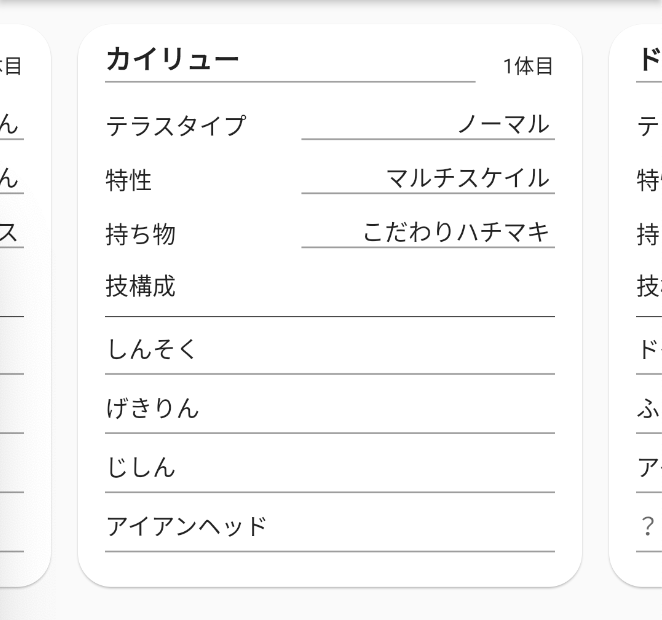 カイリュー 1体目
テラスタイプ ノーマル
特性 マルチスケイル
持ち物 こだわりハチマキ
技構成
しんそく
げきりん
じしん
アイアンヘッド
目
ん
ん
ス
ド
テ
特
持
技
ド
ふ
ア
?